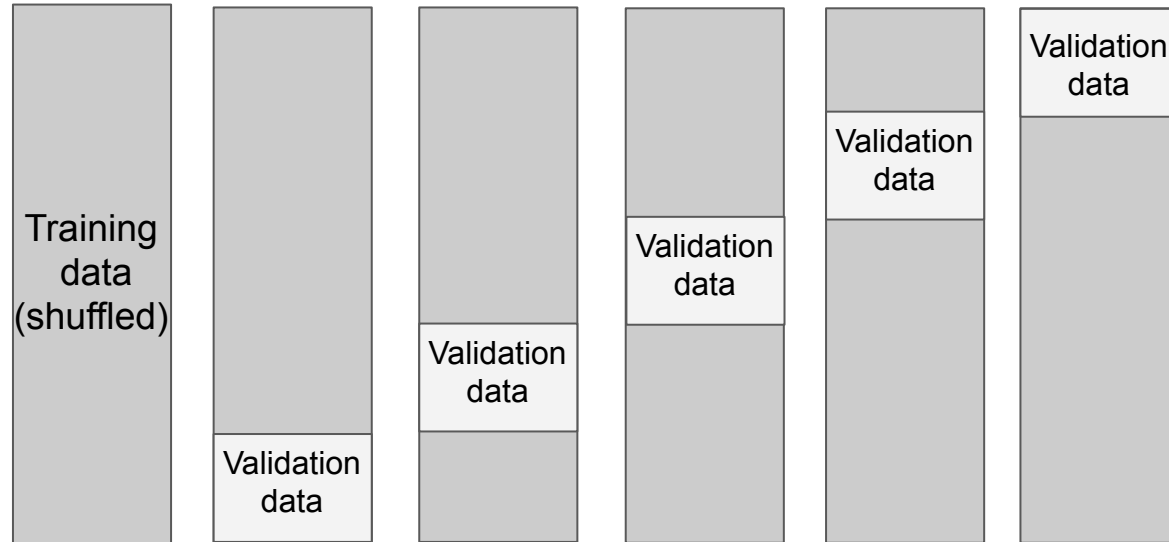 Training
data
(shuffled)
Validation
data
Validation
data
Validation
data
Validation
data
Validation
data